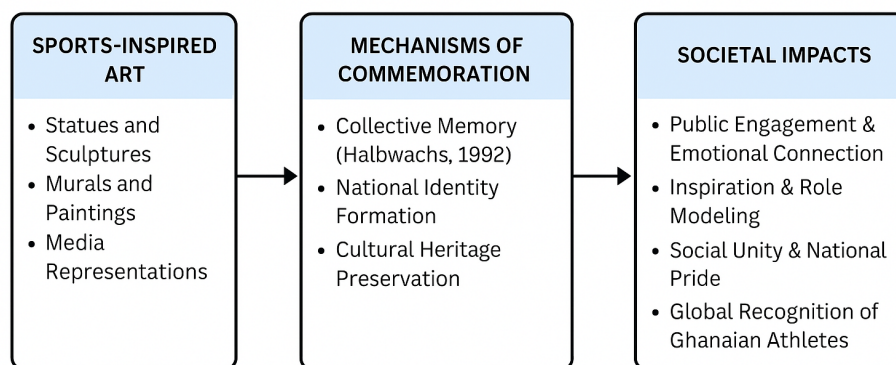 SPORTS-INSPIRED
ART
• Statues and
Sculptures
• Murals and
Paintings
• Media
Representations
MECHANISMS OF
COMMEMORATION
• Collective Memory
(Halbwachs, 1992)
• National Identity
Formation
• Cultural Heritage
Preservation
SOCIETAL IMPACTS
• Public Engagement &
Emotional Connection
• Inspiration & Role
Modeling
• Social Unity & National
Pride
• Global Recognition of
Ghanaian Athletes